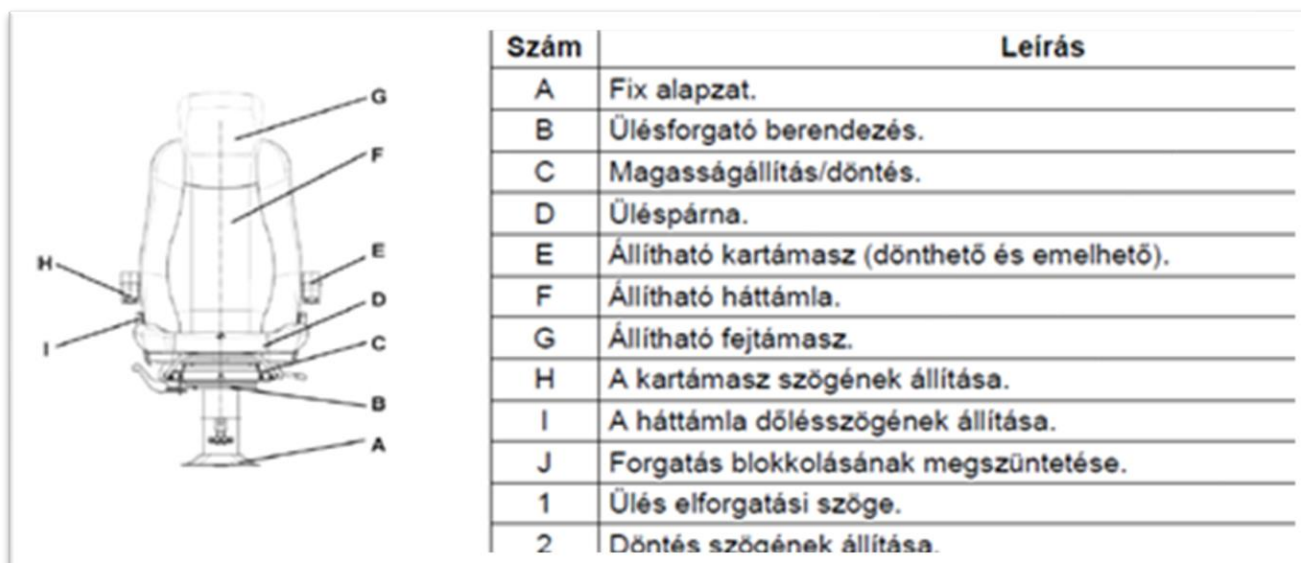 G
F
H
E
D
I
C
B
A
Szám Leírás
A Fix alapzat.
B Ülésforgató berendezés.
C Magasságállítás/döntés.
D Üléspárna.
E Állítható kartámasz (dönthető és emelhető).
F Állítható háttámla.
G Állítható fejtámasz.
H A kartámasz szögének állítása.
I A háttámla dőlésszögének állítása.
J Forgatás blokkolásának megszüntetése.
1 Ülés elforgatási szöge.
2 Döntés szögének állítása.